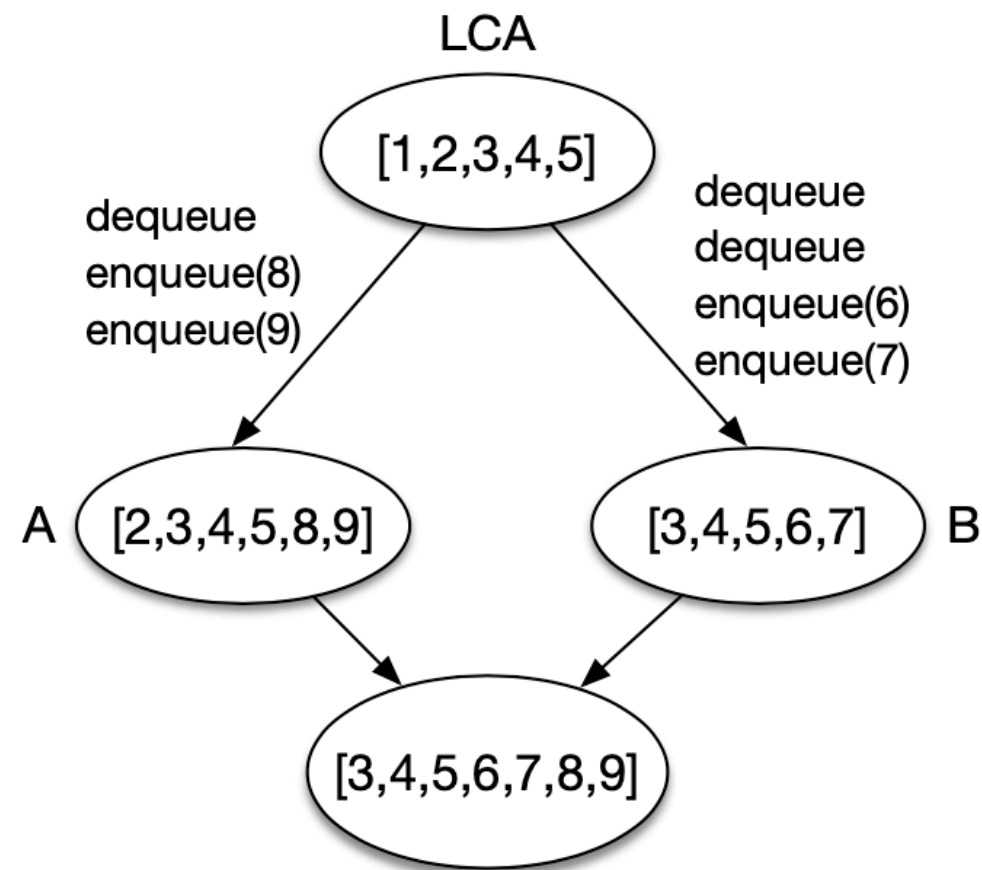 LCA
[1,2,3,4,5]
dequeue
enqueue(8)
enqueue(9)
dequeue
dequeue
enqueue(6)
enqueue(7)
A
[2,3,4,5,8,9]
[3,4,5,6,7]
B
[3,4,5,6,7,8,9]